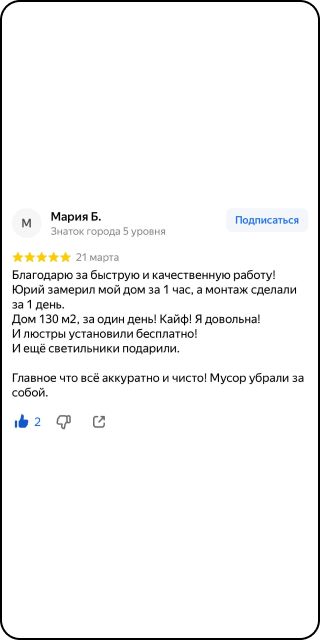 М
Мария Б.
Подписаться
Знаток города 5 уровня
21 марта
Благодарю за быструю и качественную работу!
Юрий замерил мой дом за 1 час, а монтаж сделали
за 1 день.
Дом 130 м2, за один день! Кайф! Я довольна!
И люстры установили бесплатно!
И ещё светильники подарили.
Главное что всё аккуратно и чисто! Мусор убрали за
собой.
2